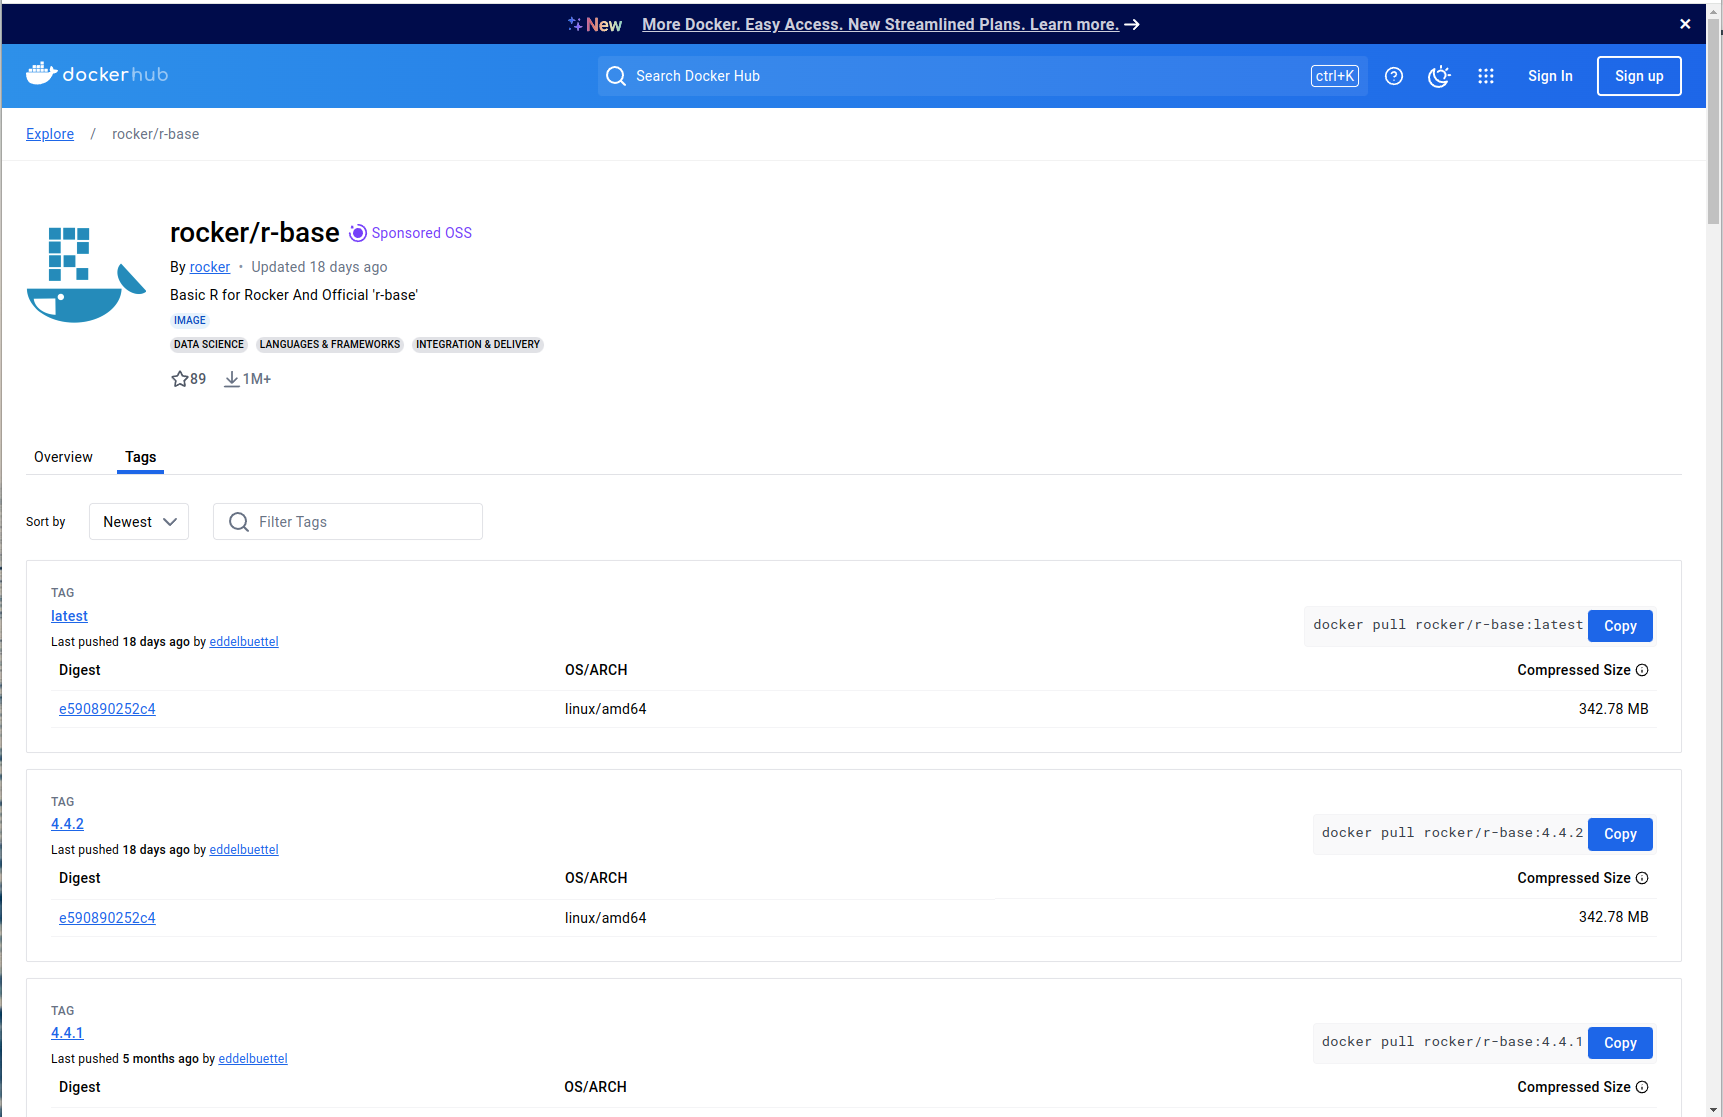 New More Docker. Easy Access. New Streamlined Plans. Learn more.
dockerhub Search Docker Hub ctrl+K Sign In Sign up
Explore / rocker/r-base
rocker/r-base Sponsored OSS
By rocker • Updated 18 days ago
Basic R for Rocker And Official 'r-base'
IMAGE
DATA SCIENCE LANGUAGES & FRAMEWORKS INTEGRATION & DELIVERY
89 1M+
Overview Tags
Sort by Newest Filter Tags
TAG
latest
docker pull rocker/r-base:latest Copy
Last pushed 18 days ago by eddelbuettel
Digest OS/ARCH Compressed Size
e590890252c4 linux/amd64 342.78 MB
TAG
4.4.2
docker pull rocker/r-base:4.4.2 Copy
Last pushed 18 days ago by eddelbuettel
Digest OS/ARCH Compressed Size
e590890252c4 linux/amd64 342.78 MB
TAG
4.4.1
docker pull rocker/r-base:4.4.1 Copy
Last pushed 5 months ago by eddelbuettel
Digest OS/ARCH Compressed Size